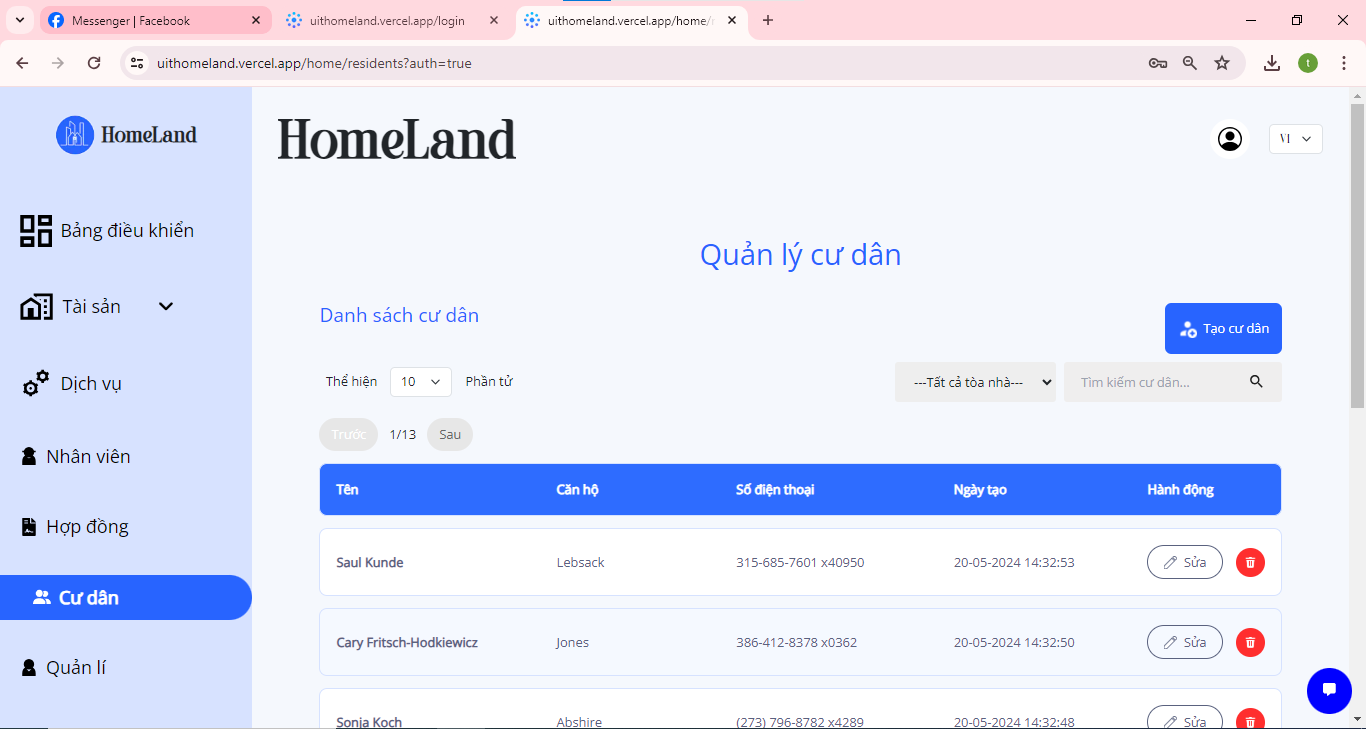 Messenger | Facebook
uithomeland.vercel.app/login
uithomeland.vercel.app/home/
uithomeland.vercel.app/home/residents?auth=true
t
HomeLand
HomeLand
VI
Bảng điều khiển
Tài sản
Dịch vụ
Nhân viên
Hợp đồng
Cư dân
Quản lí
Quản lý cư dân
Danh sách cư dân
Tạo cư dân
Thể hiện 10 Phần tử
---Tất cả tòa nhà---
Tìm kiếm cư dân...
Trước 1/13 Sau
Tên Căn hộ Số điện thoại Ngày tạo Hành động
Saul Kunde Lebsack 315-685-7601 x40950 20-05-2024 14:32:53 Sửa
Cary Fritsch-Hodkiewicz Jones 386-412-8378 x0362 20-05-2024 14:32:50 Sửa
Sonja Koch Abshire (273) 796-8782 x4289 20-05-2024 14:32:48 Sửa